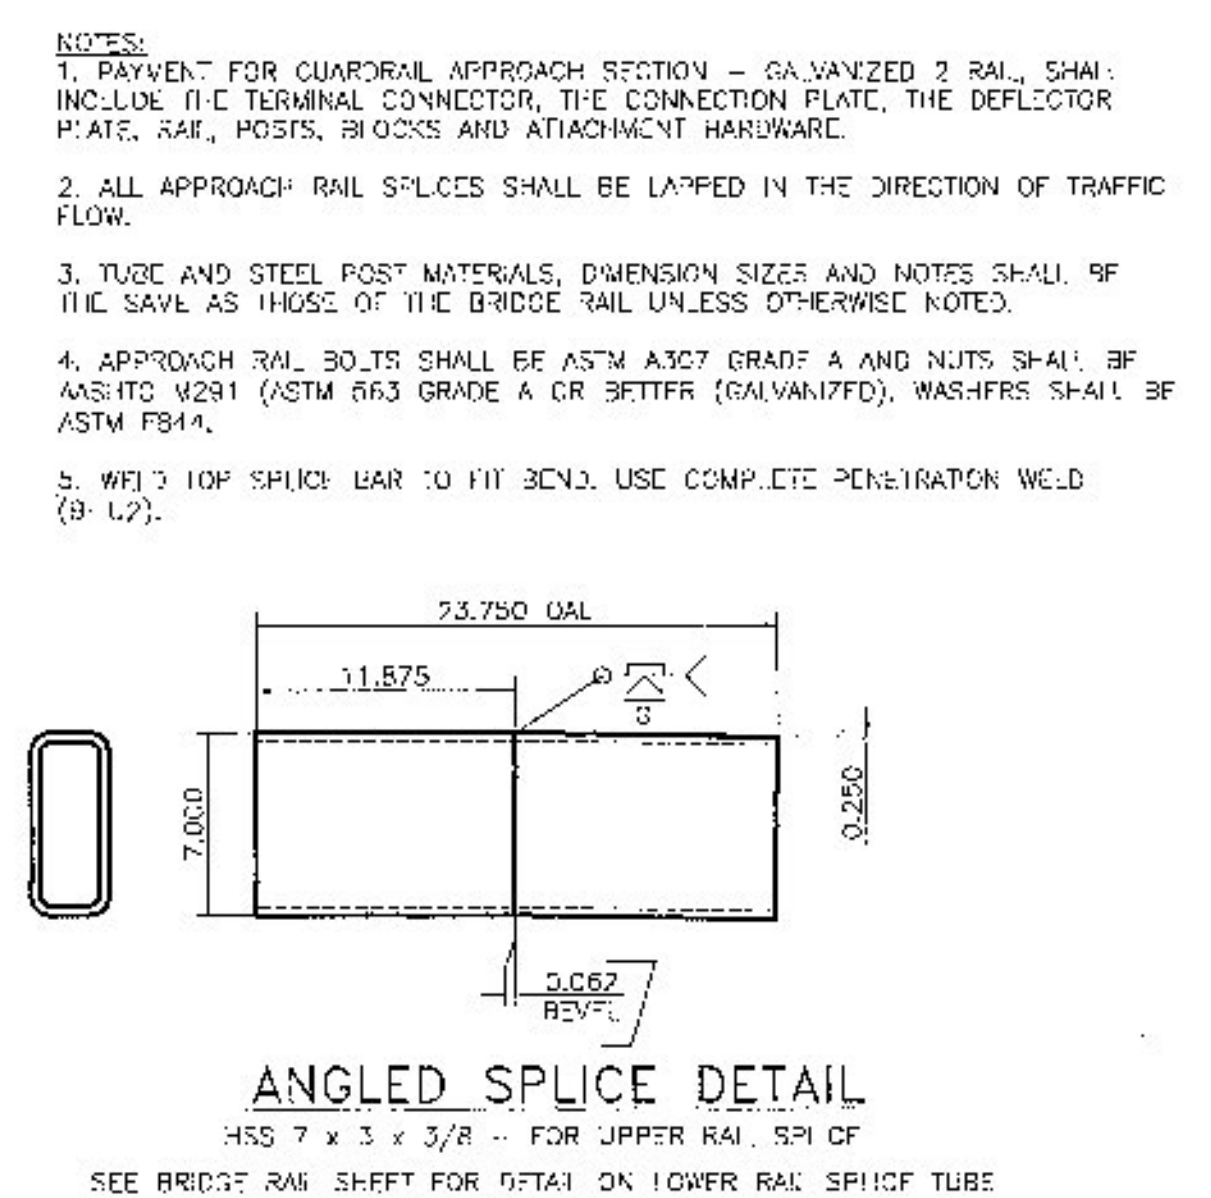 NOTES:
1. PAYMENT FOR GUARDRAIL APPROACH SECTION – GALVANIZED 2 RAIL, SHALL
INCLUDE THE TERMINAL CONNECTOR, THE CONNECTION PLATE, THE DEFLECTOR
PLATE, RAIL, POSTS, BLOCKS AND ATTACHMENT HARDWARE.
2. ALL APPROACH RAIL SPLICES SHALL BE LAPPED IN THE DIRECTION OF TRAFFIC
FLOW.
3. TUBE AND STEEL POST MATERIALS, DIMENSION SIZES AND NOTES SHALL BE
THE SAME AS THOSE OF THE BRIDGE RAIL UNLESS OTHERWISE NOTED.
4. APPROACH RAIL BOLTS SHALL BE ASTM A307 GRADE A AND NUTS SHALL BE
AASHTO M291 (ASTM 563 GRADE A OR BETTER (GALVANIZED), WASHERS SHALL BE
ASTM F844.
5. WELD TOP SPLICE BAR TO FIT BEND. USE COMPLETE PENETRATION WELD
23.750 OAL
11.875
7.000
0.250
0.062
BEVEL
ANGLED SPLICE DETAIL
HSS 7 x 3 x 3/8 – FOR UPPER RAIL SPLICE
SEE BRIDGE RAIL SHEET FOR DETAIL ON LOWER RAIL SPLICE TUBE